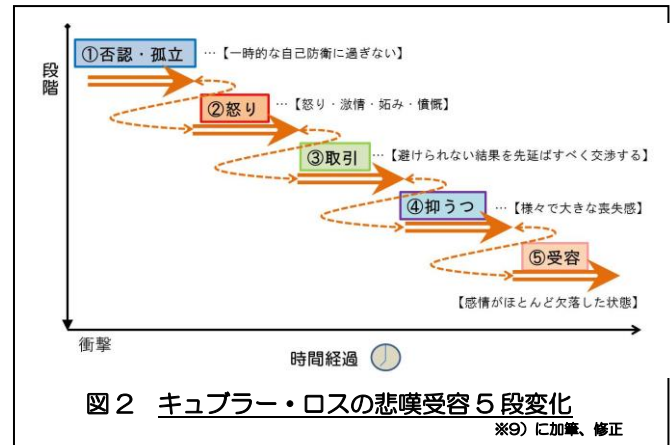 ①否認・孤立 …【一時的な自己防衛に過ぎない】
段階
②怒り …【怒り・激情・妬み・憤慨】
③取引 …【避けられない結果を先延ばすべく交渉する】
④抑うつ …【様々で大きな喪失感】
⑤受容
【感情がほとんど欠落した状態】
衝撃
時間経過
図2 キュブラー・ロスの悲嘆受容5段変化
※9）に加筆、修正